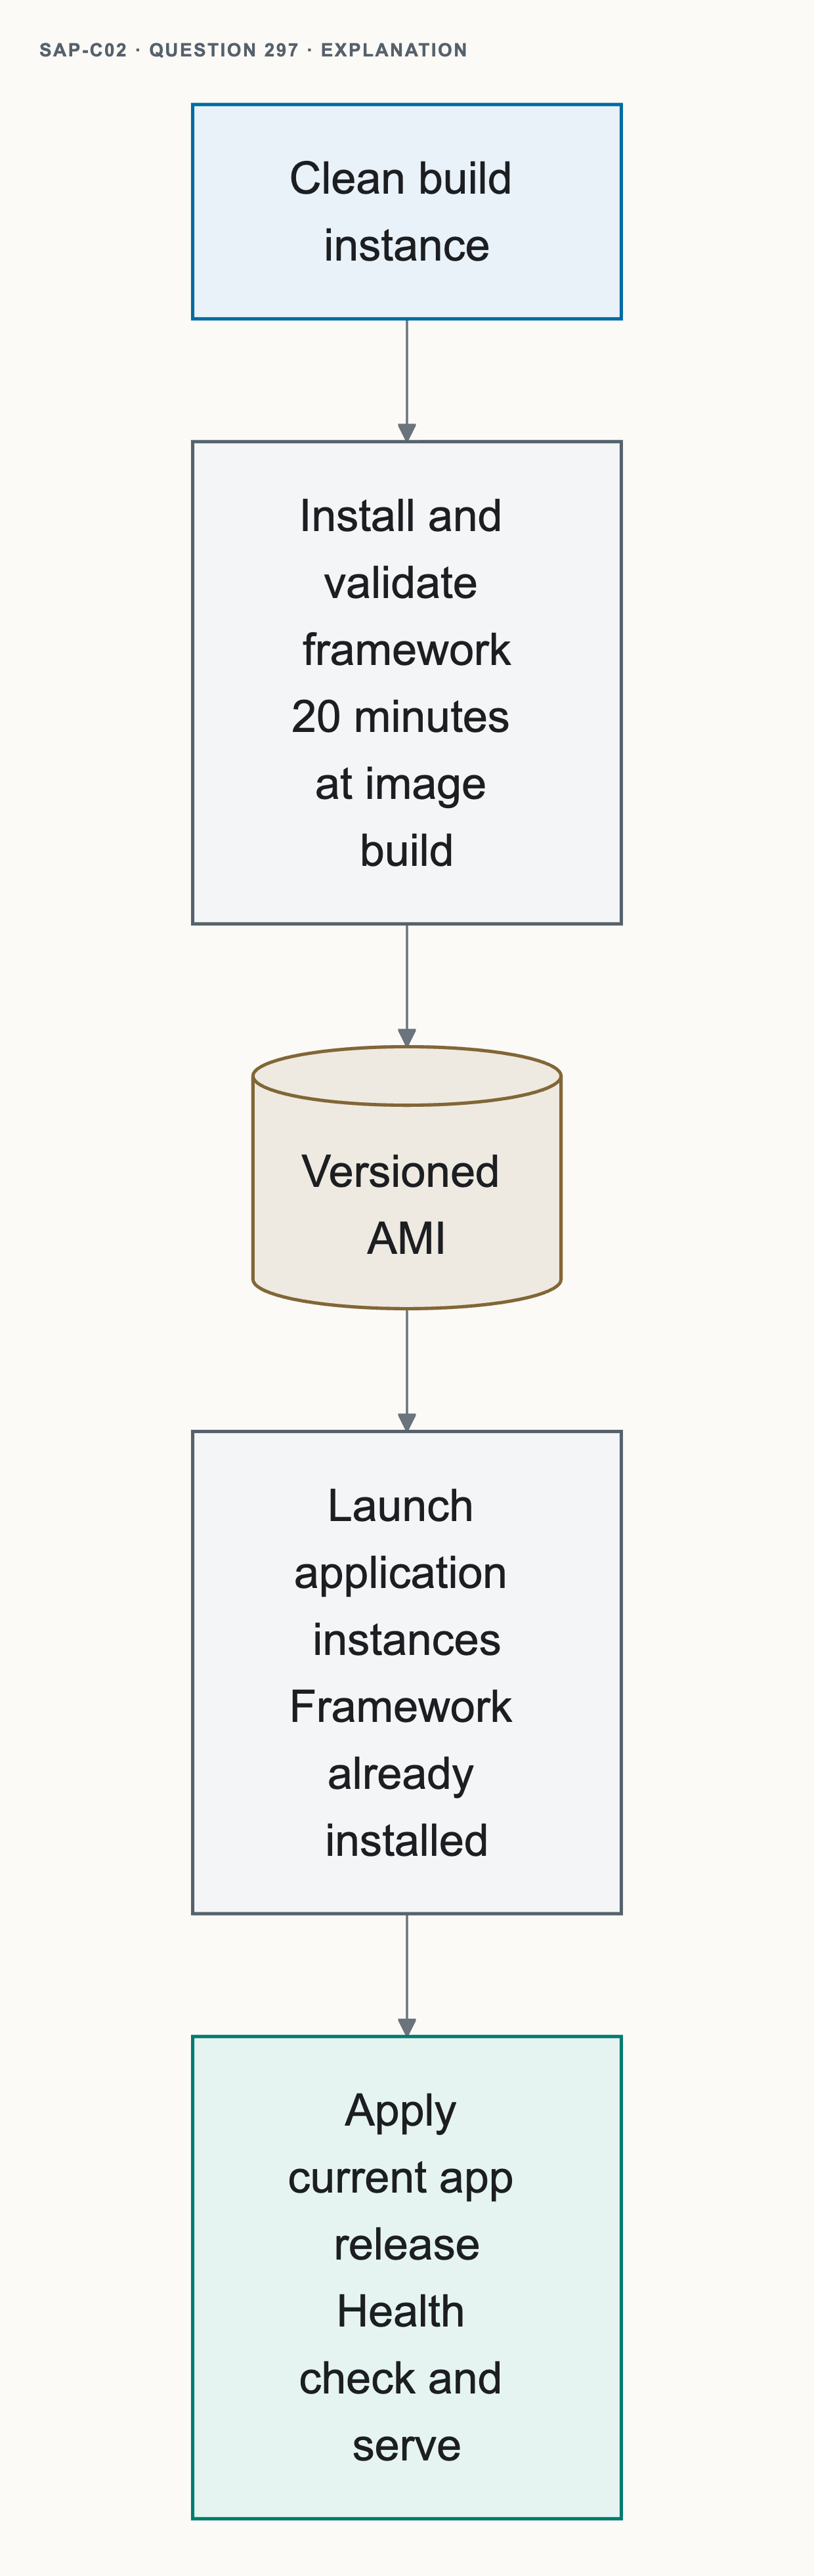 SAP-C02 · QUESTION 297 · EXPLANATION
Clean build
instance
Install and
validate
framework
20 minutes
at image
build
Versioned
AMI
Launch
application
instances
Framework
already
installed
Apply
current app
release
Health
check and
serve